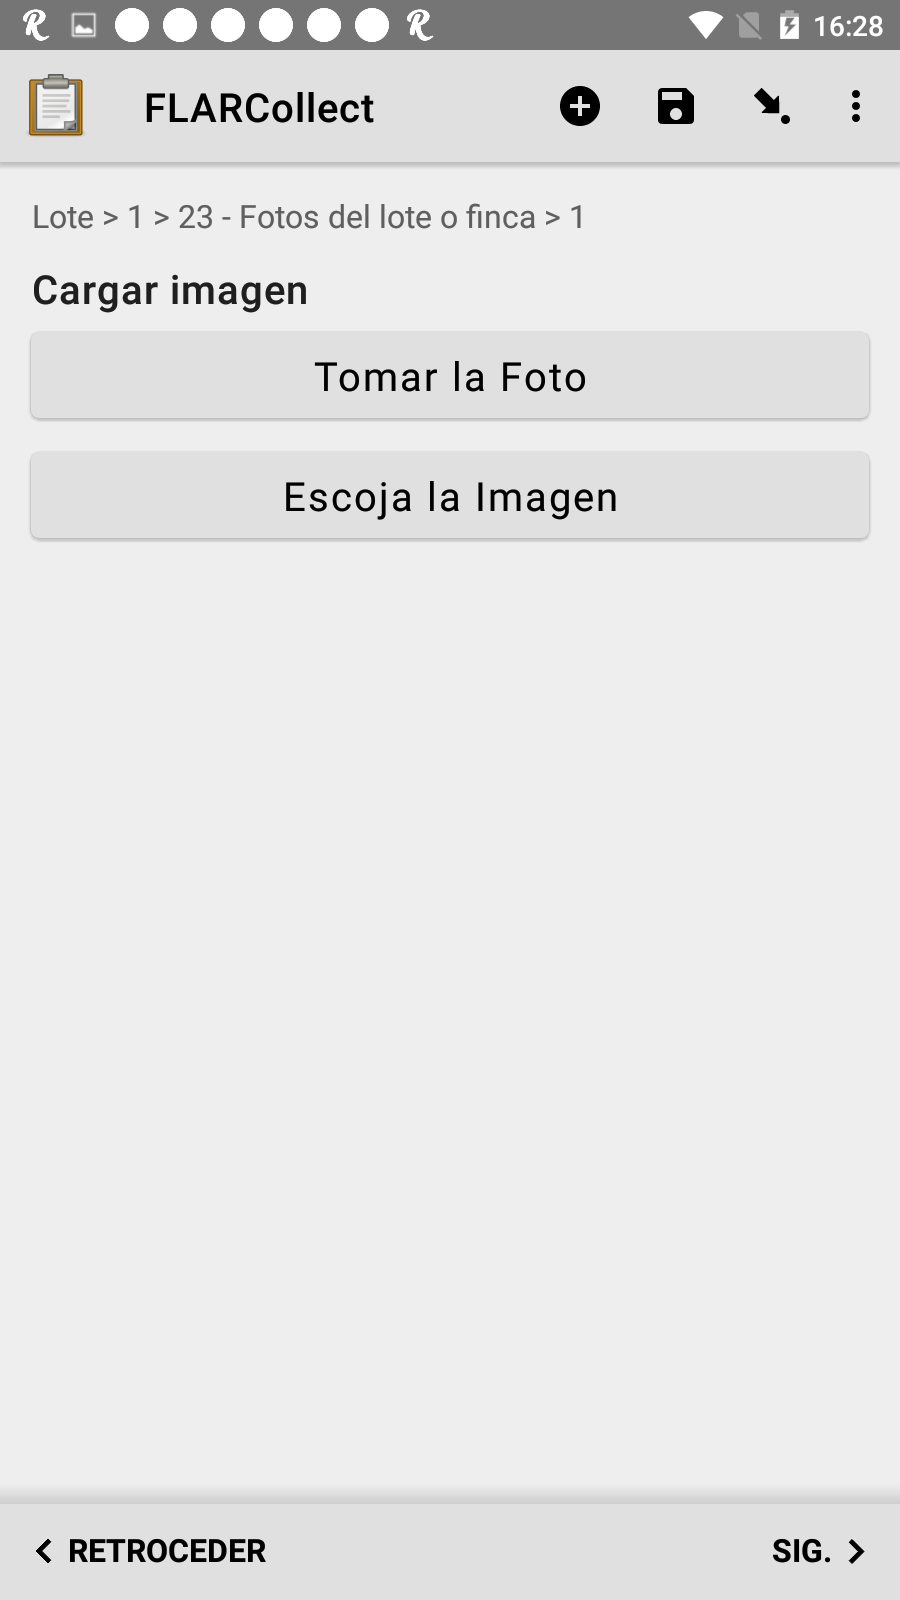 16:28
FLARCollect
Lote > 1 > 23 - Fotos del lote o finca > 1
Cargar imagen
Tomar la Foto
Escoja la Imagen
RETROCEDER
SIG.